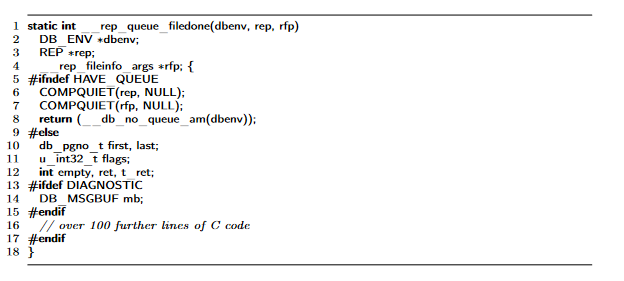 1 static int __rep_queue_filedone(dbenv, rep, rfp)
2 DB_ENV *dbenv;
3 REP *rep;
4 __rep_fileinfo_args *rfp; {
5 #ifndef HAVE_QUEUE
6 COMPQUIET(rep, NULL);
7 COMPQUIET(rfp, NULL);
8 return (__db_no_queue_am(dbenv));
9 #else
10 db_pgno_t first, last;
11 u_int32_t flags;
12 int empty, ret, t_ret;
13 #ifdef DIAGNOSTIC
14 DB_MSGBUF mb;
15 #endif
16 // over 100 further lines of C code
17 #endif
18 }